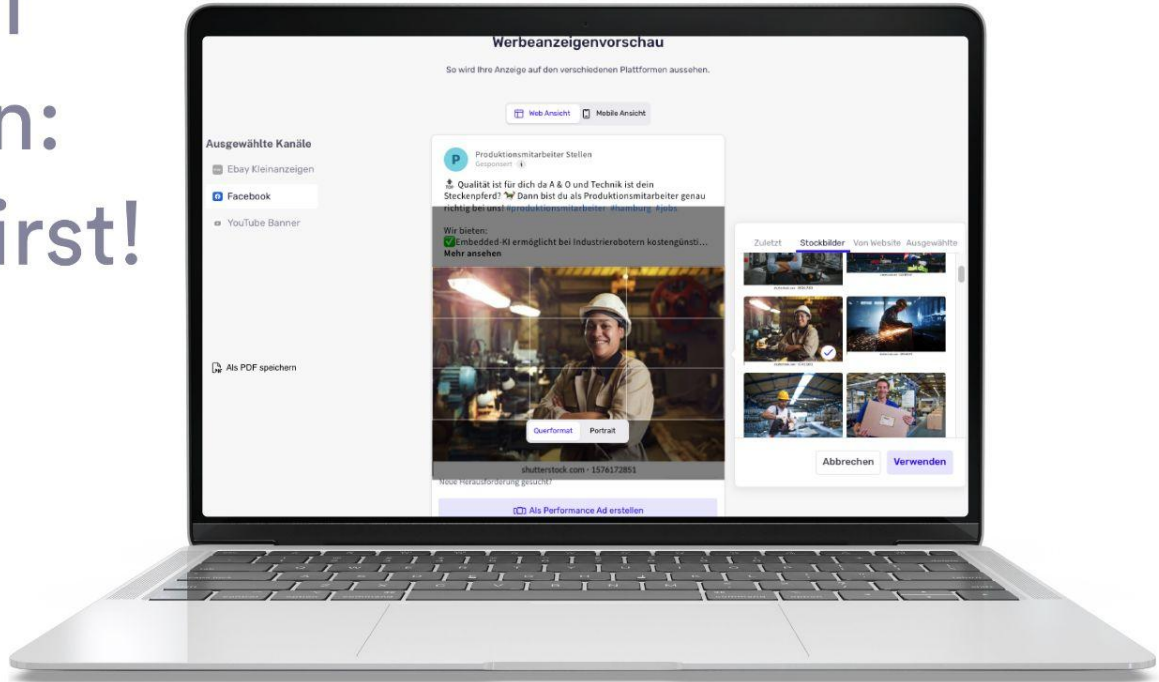 n:
irst!
Werbeanzeigenvorschau
So wird Ihre Anzeige auf den verschiedenen Plattformen aussehen.
Web Ansicht
Mobile Ansicht
Ausgewählte Kanäle
Ebay Kleinanzeigen
Facebook
YouTube Banner
Als PDF speichern
P
Produktionsmitarbeiter Stellen
Gesponsert
Qualität ist für dich da A & O und Technik ist dein
Steckenpferd? 🐎 Dann bist du als Produktionsmitarbeiter genau
richtig bei uns! #produktionsmitarbeiter #hamburg #jobs
Wir bieten:
✅Embedded-KI ermöglicht bei Industrierobotern kostengünsti...
Mehr ansehen
Querformat
Portrait
shutterstock.com · 1576172851
Neue Herausforderung gesucht?
Als Performance Ad erstellen
Zuletzt
Stockbilder
Von Website
Ausgewählte
Abbrechen
Verwenden